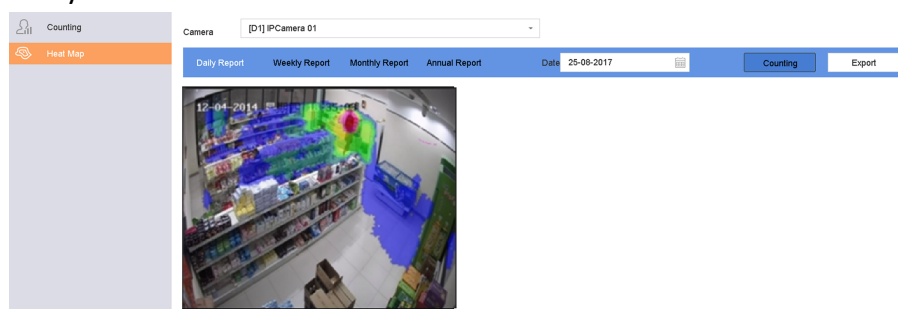 Counting
Heat Map
Camera
[D1] IPCamera 01
Daily Report
Weekly Report
Monthly Report
Annual Report
Date
25-08-2017
Counting
Export
12-04-2014